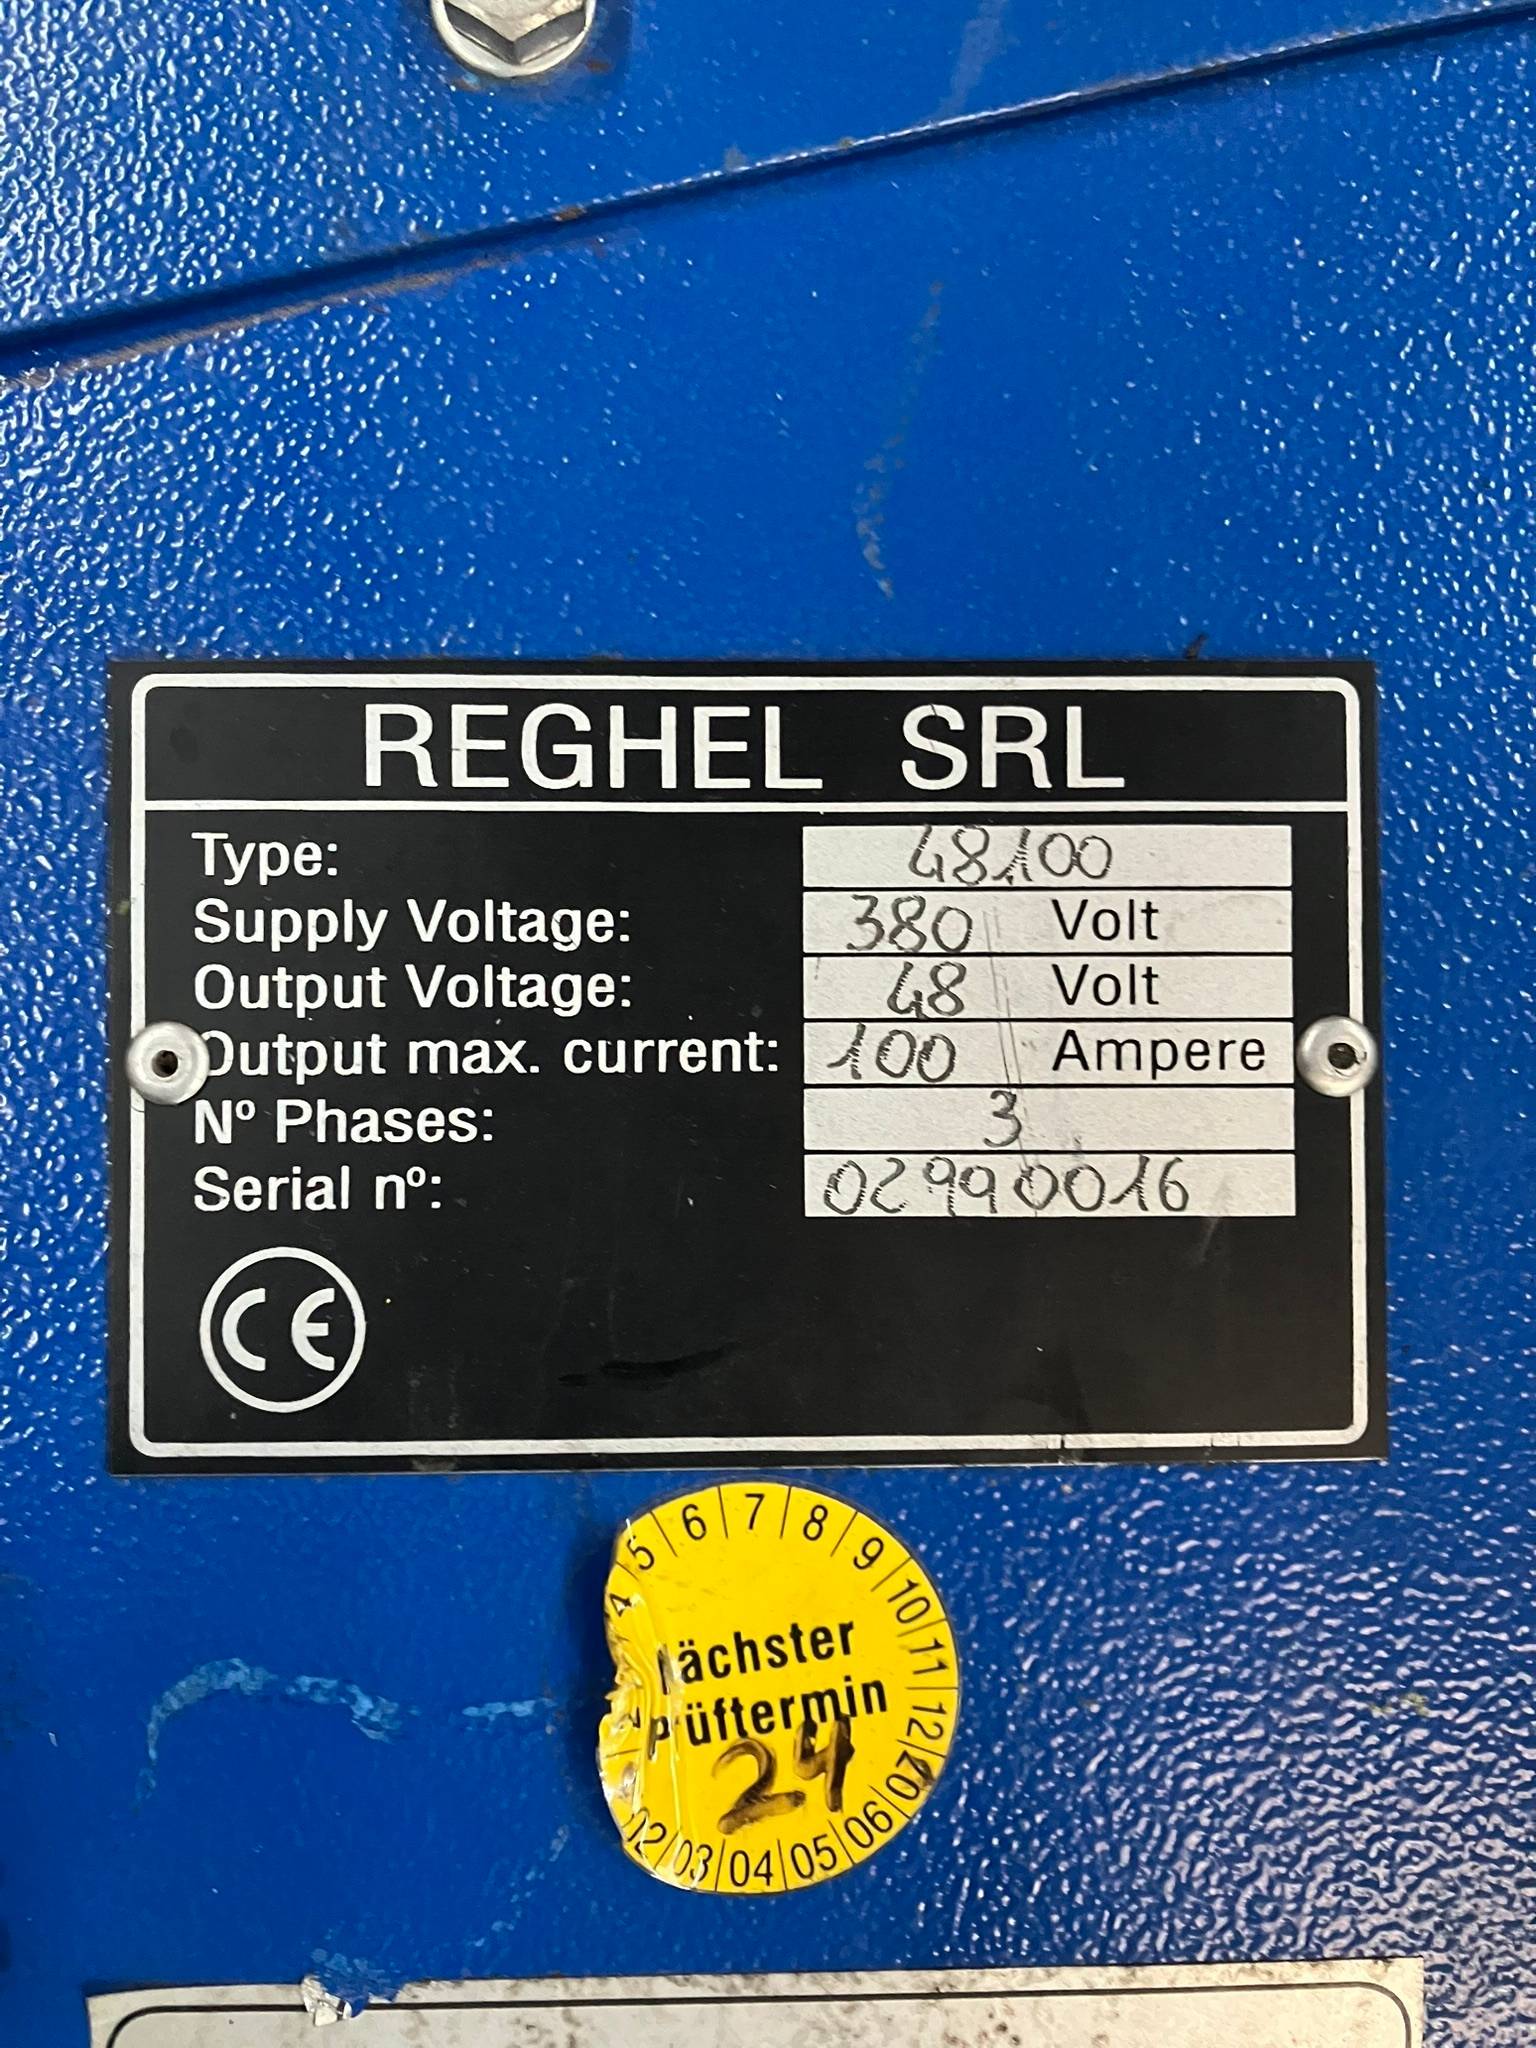 REGHEL SRL
Type: 48100
Supply Voltage: 380 Volt
Output Voltage: 48 Volt
Output max. current: 100 Ampere
Nº Phases: 3
Serial nº: 02990016
CE
4 5 6 7 8 9 10 11 12
ächster
üftermin
24
02 03 04 05 06 20